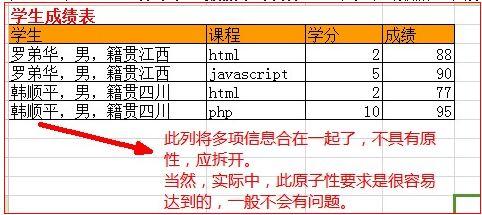 学生成绩表
学生 课程 学分 成绩
罗弟华，男，籍贯江西 html 2 88
罗弟华，男，籍贯江西 javascript 5 90
韩顺平，男，籍贯四川 html 2 77
韩顺平，男，籍贯四川 php 10 95
此列将多项信息合在一起了，不具有原
性，应拆开。
当然，实际中，此原子性要求是很容易
达到的，一般不会有问题。